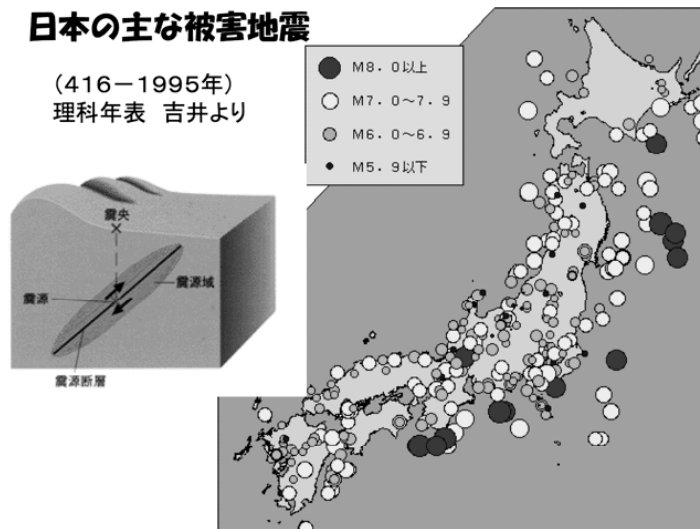 日本の主な被害地震
（416－1995年）
理科年表　吉井より
M8．0以上
M7．0～7．9
M6．0～6．9
M5．9以下
震央
震源
震源域
震源断層